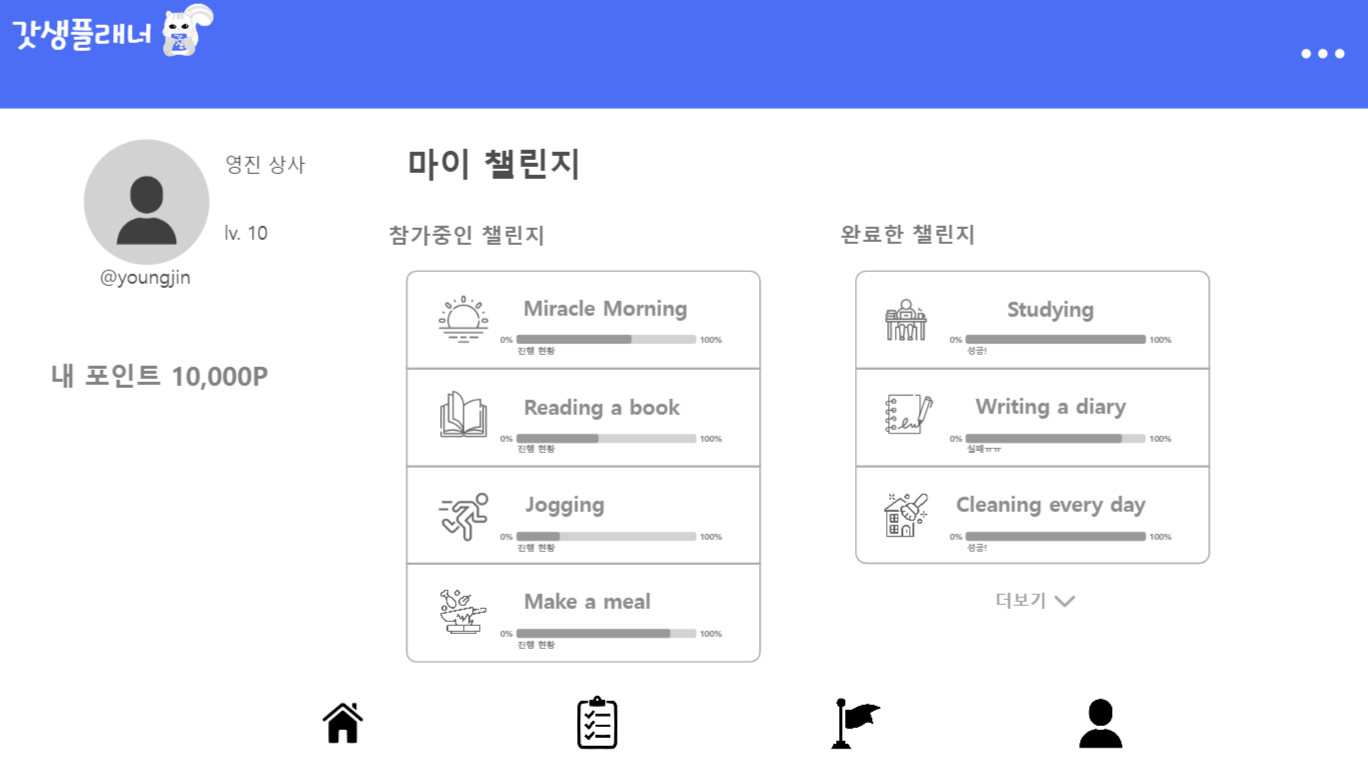 갓생플래너
영진 상사
lv. 10
@youngjin
내 포인트 10,000P
마이 챌린지
참가중인 챌린지
Miracle Morning
0% 100%
진행 현황
Reading a book
0% 100%
진행 현황
Jogging
0% 100%
진행 현황
Make a meal
0% 100%
진행 현황
완료한 챌린지
Studying
0% 100%
성공!
Writing a diary
0% 100%
실패ㅠㅠ
Cleaning every day
0% 100%
성공!
더보기